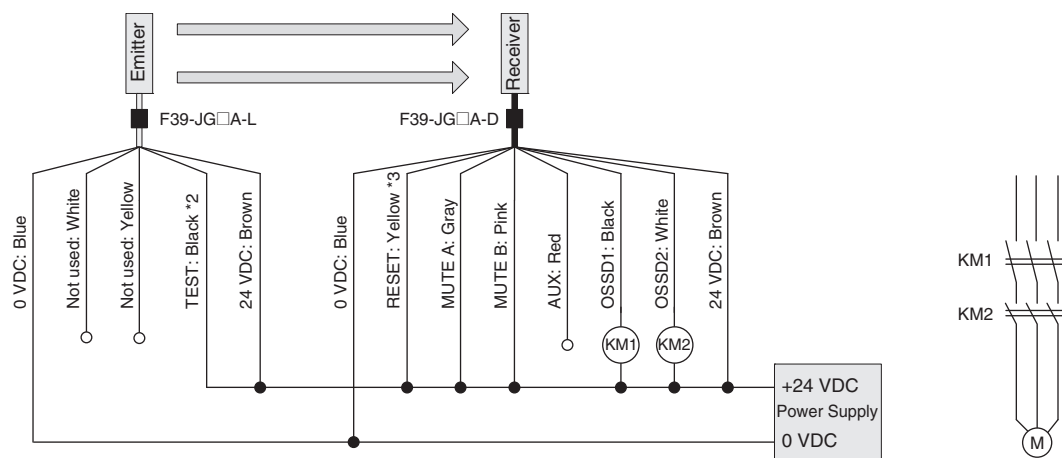 Emitter
Receiver
F39-JG□A-L
F39-JG□A-D
0 VDC: Blue
Not used: White
Not used: Yellow
TEST: Black *2
24 VDC: Brown
0 VDC: Blue
RESET: Yellow *3
MUTE A: Gray
MUTE B: Pink
AUX: Red
OSSD1: Black
OSSD2: White
24 VDC: Brown
KM1
KM2
+24 VDC
Power Supply
0 VDC
KM1
KM2
M